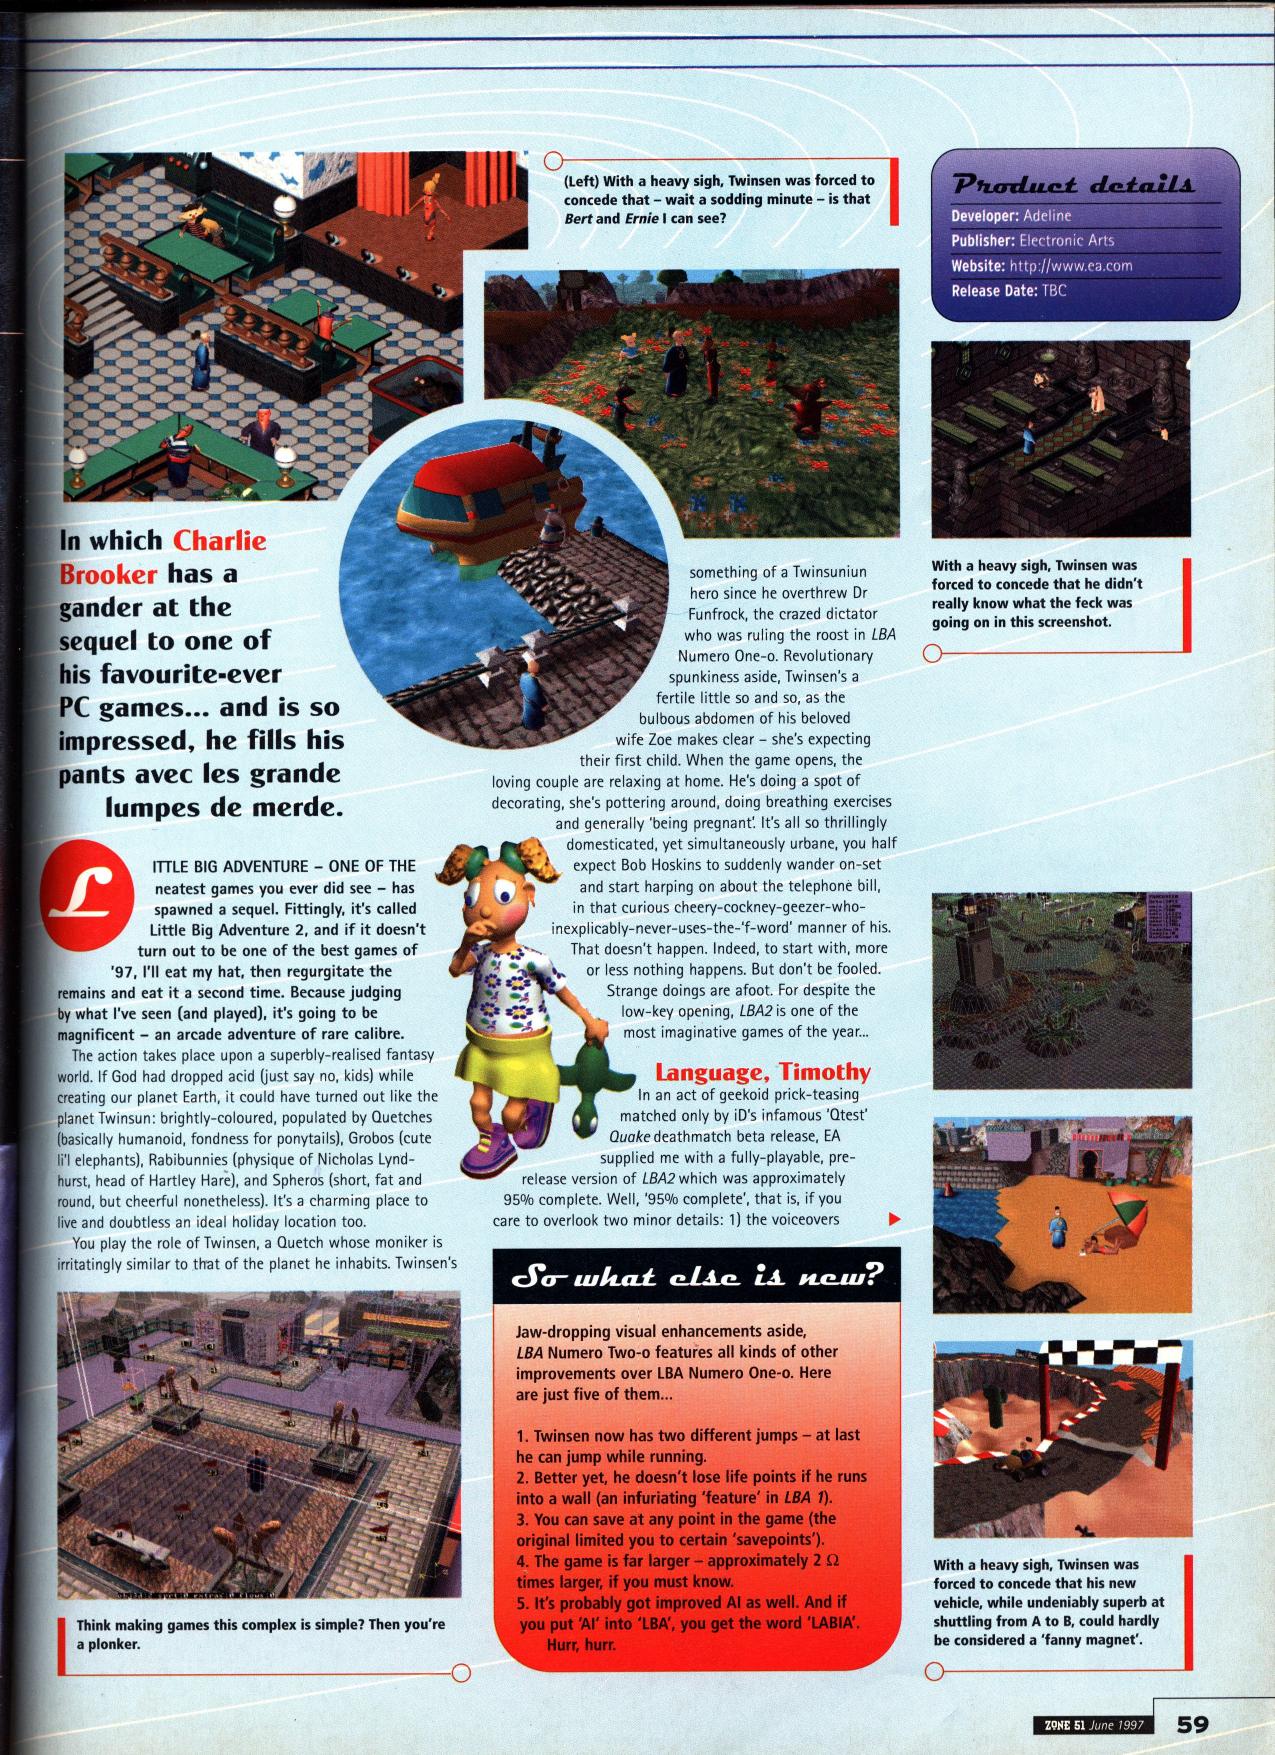 (Left) With a heavy sigh, Twinsen was forced to
concede that – wait a sodding minute – is that
Bert and Ernie I can see?
Product details
Developer: Adeline
Publisher: Electronic Arts
Website: http://www.ea.com
Release Date: TBC
With a heavy sigh, Twinsen was
forced to concede that he didn't
really know what the feck was
going on in this screenshot.
In which Charlie
Brooker has a
gander at the
sequel to one of
his favourite-ever
PC games... and is so
impressed, he fills his
pants avec les grande
lumpes de merde.
LITTLE BIG ADVENTURE – ONE OF THE
neatest games you ever did see – has
spawned a sequel. Fittingly, it's called
Little Big Adventure 2, and if it doesn't
turn out to be one of the best games of
'97, I'll eat my hat, then regurgitate the
remains and eat it a second time. Because judging
by what I've seen (and played), it's going to be
magnificent – an arcade adventure of rare calibre.
The action takes place upon a superbly-realised fantasy
world. If God had dropped acid (just say no, kids) while
creating our planet Earth, it could have turned out like the
planet Twinsun: brightly-coloured, populated by Quetches
(basically humanoid, fondness for ponytails), Grobos (cute
li'l elephants), Rabibunnies (physique of Nicholas Lynd-
hurst, head of Hartley Hare), and Spheros (short, fat and
round, but cheerful nonetheless). It's a charming place to
live and doubtless an ideal holiday location too.
You play the role of Twinsen, a Quetch whose moniker is
irritatingly similar to that of the planet he inhabits. Twinsen's
something of a Twinsuniun
hero since he overthrew Dr
Funfrock, the crazed dictator
who was ruling the roost in LBA
Numero One-o. Revolutionary
spunkiness aside, Twinsen's a
fertile little so and so, as the
bulbous abdomen of his beloved
wife Zoe makes clear – she's expecting
their first child. When the game opens, the
loving couple are relaxing at home. He's doing a spot of
decorating, she's pottering around, doing breathing exercises
and generally 'being pregnant'. It's all so thrillingly
domesticated, yet simultaneously urbane, you half
expect Bob Hoskins to suddenly wander on-set
and start harping on about the telephone bill,
in that curious cheery-cockney-geezer-who-
inexplicably-never-uses-the-'f-word' manner of his.
That doesn't happen. Indeed, to start with, more
or less nothing happens. But don't be fooled.
Strange doings are afoot. For despite the
low-key opening, LBA2 is one of the
most imaginative games of the year...
Language, Timothy
In an act of geekoid prick-teasing
matched only by iD's infamous 'Qtest'
Quake deathmatch beta release, EA
supplied me with a fully-playable, pre-
release version of LBA2 which was approximately
95% complete. Well, '95% complete', that is, if you
care to overlook two minor details: 1) the voiceovers
So what else is new?
Jaw-dropping visual enhancements aside,
LBA Numero Two-o features all kinds of other
improvements over LBA Numero One-o. Here
are just five of them...
1. Twinsen now has two different jumps – at last
he can jump while running.
2. Better yet, he doesn't lose life points if he runs
into a wall (an infuriating 'feature' in LBA 1).
3. You can save at any point in the game (the
original limited you to certain 'savepoints').
4. The game is far larger – approximately 2 Ω
times larger, if you must know.
5. It's probably got improved AI as well. And if
you put 'AI' into 'LBA', you get the word 'LABIA'.
Hurr, hurr.
Think making games this complex is simple? Then you're
a plonker.
With a heavy sigh, Twinsen was
forced to concede that his new
vehicle, while undeniably superb at
shuttling from A to B, could hardly
be considered a 'fanny magnet'.
ZONE 51 June 1997 59